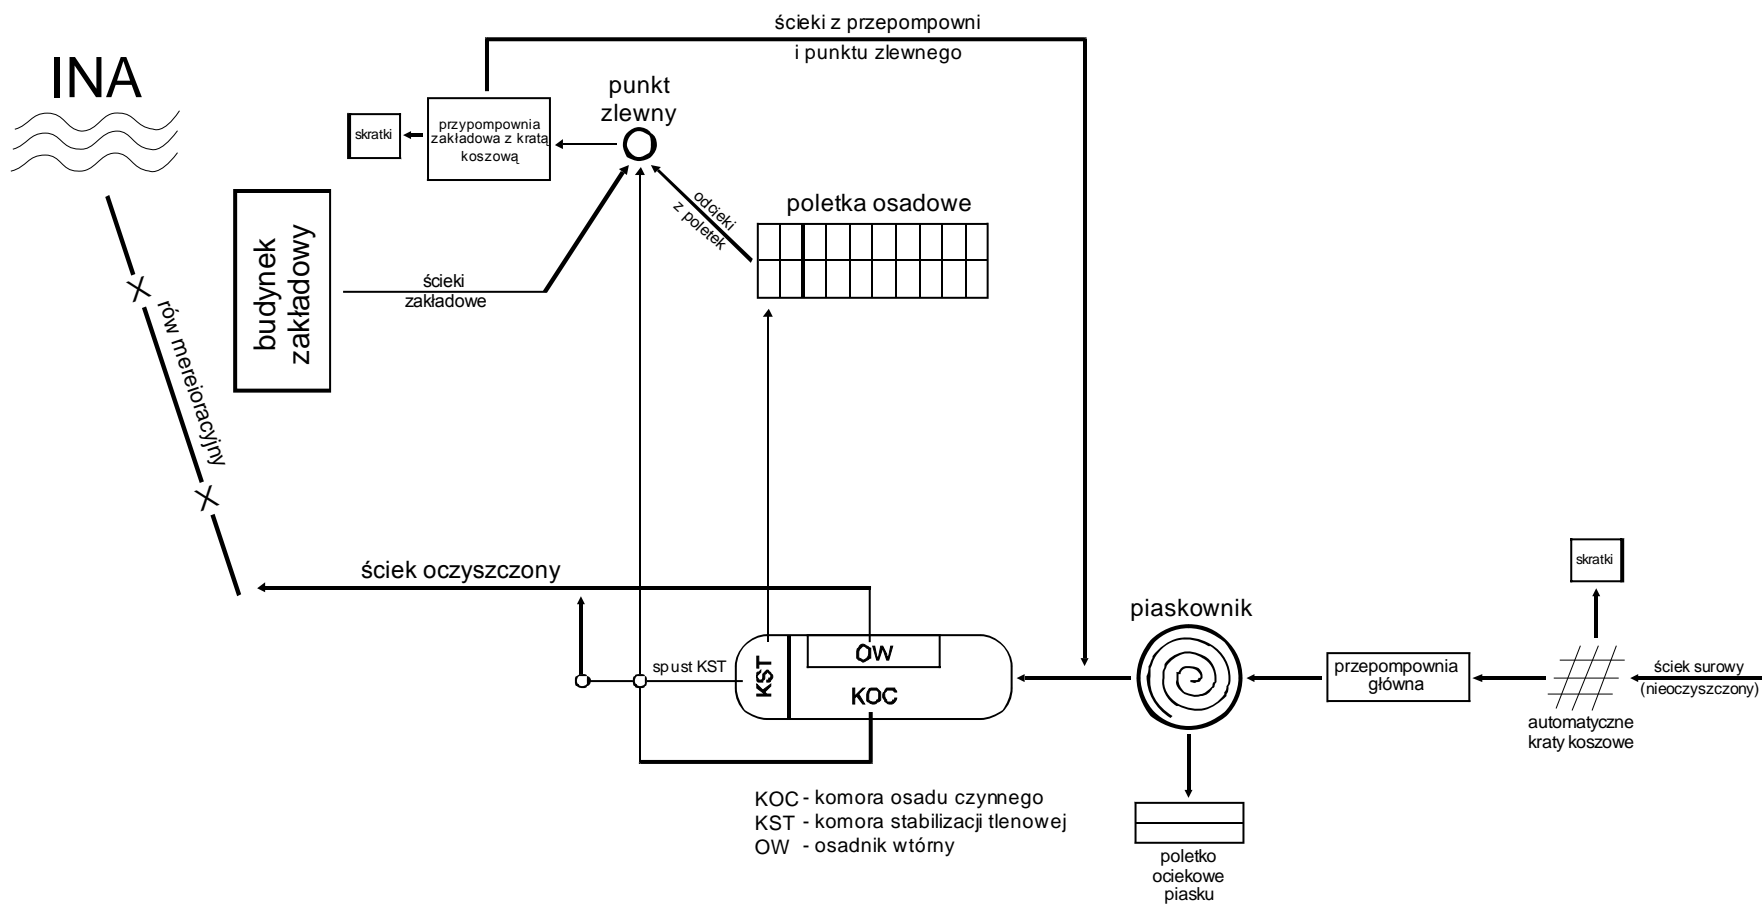 ścieki z przepompowni
i punktu zlewnego
INA
punkt
zlewny
skratki
przypompownia
zakładowa z kratą
koszową
odcieki
z poletek
poletka osadowe
budynek
zakładowy
ścieki
zakładowe
rów mereioracyjny
ściek oczyszczony
skratki
piaskownik
spust KST
KST
OW
KOC
przepompownia
główna
ściek surowy
(nieoczyszczony)
automatyczne
kraty koszowe
KOC - komora osadu czynnego
KST - komora stabilizacji tlenowej
OW - osadnik wtórny
poletko
ociekowe
piasku